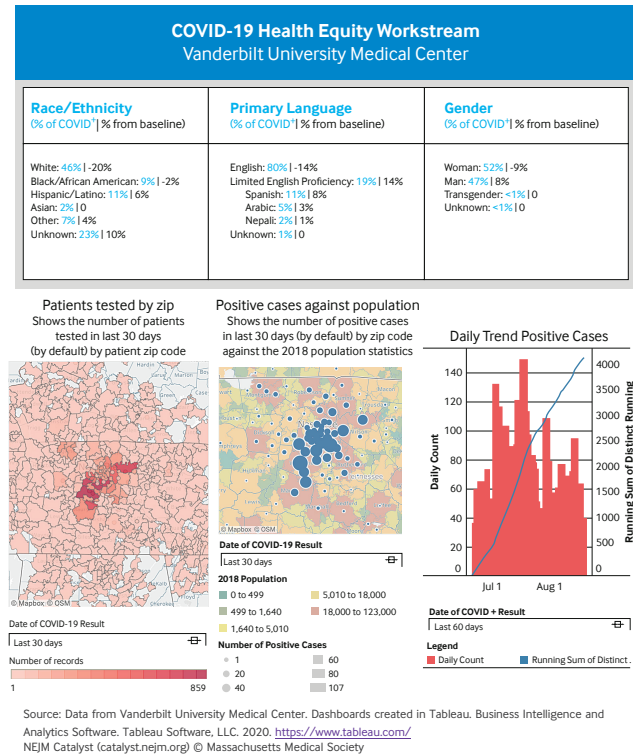 COVID-19 Health Equity Workstream
Vanderbilt University Medical Center
Race/Ethnicity
(% of COVID⁺| % from baseline)
White: 46% | -20%
Black/African American: 9% | -2%
Hispanic/Latino: 11% | 6%
Asian: 2% | 0
Other: 7% | 4%
Unknown: 23% | 10%
Primary Language
(% of COVID⁺| % from baseline)
English: 80% | -14%
Limited English Proficiency: 19% | 14%
Spanish: 11% | 8%
Arabic: 5% | 3%
Nepali: 2% | 1%
Unknown: 1% | 0
Gender
(% of COVID⁺| % from baseline)
Woman: 52% | -9%
Man: 47% | 8%
Transgender: <1% | 0
Unknown: <1% | 0
Patients tested by zip
Shows the number of patients
tested in last 30 days
(by default) by patient zip code
© Mapbox © OSM
Date of COVID-19 Result
Last 30 days
Number of records
1 859
Positive cases against population
Shows the number of positive cases
in last 30 days (by default) by zip code
against the 2018 population statistics
© Mapbox © OSM
Date of COVID-19 Result
Last 30 days
2018 Population
0 to 499
499 to 1,640
1,640 to 5,010
5,010 to 18,000
18,000 to 123,000
Number of Positive Cases
1
20
40
60
80
107
Daily Trend Positive Cases
Daily Count
140
120
100
80
60
40
20
0
4000
3500
3000
2500
2000
1500
1000
500
0
Running Sum of Distinct Running
Jul 1 Aug 1
Date of COVID + Result
Last 60 days
Legend
Daily Count Running Sum of Distinct .
Source: Data from Vanderbilt University Medical Center. Dashboards created in Tableau. Business Intelligence and
Analytics Software. Tableau Software, LLC. 2020. https://www.tableau.com/
NEJM Catalyst (catalyst.nejm.org) © Massachusetts Medical Society